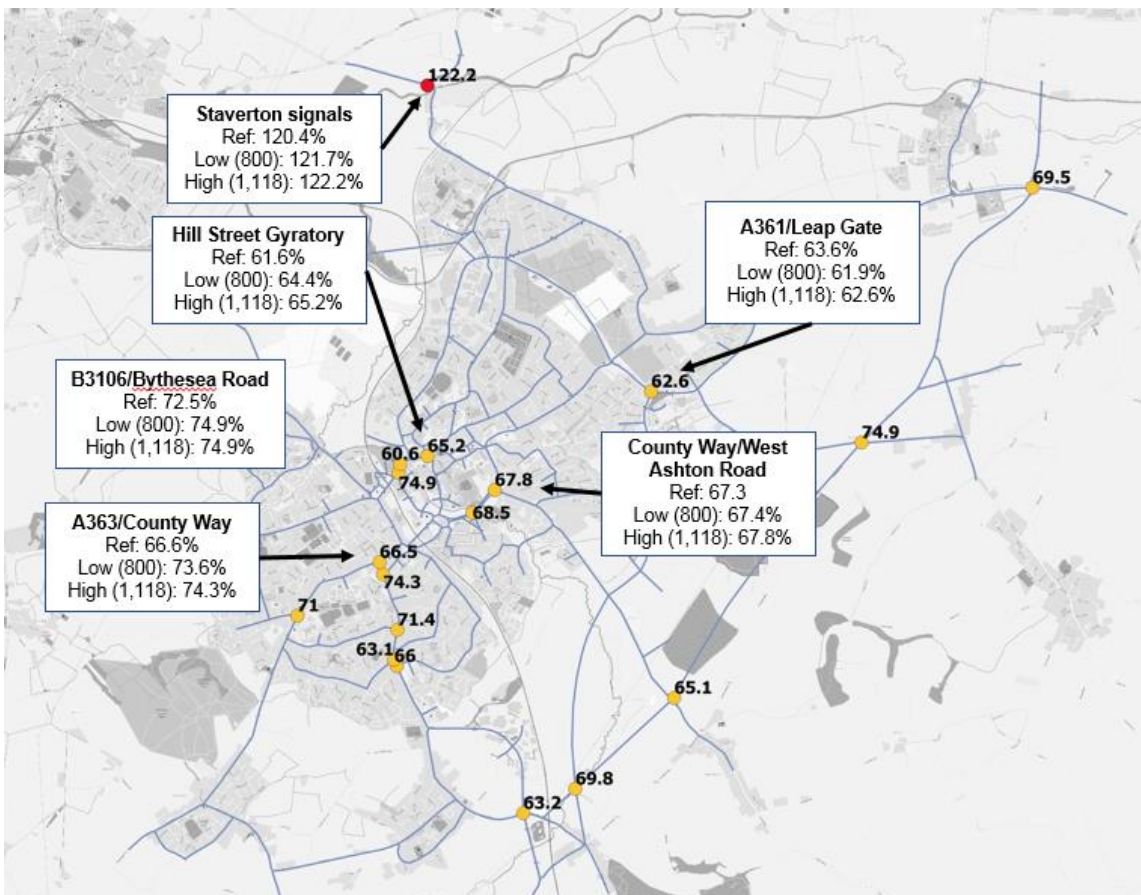 122.2
Staverton signals
Ref: 120.4%
Low (800): 121.7%
High (1,118): 122.2%
69.5
Hill Street Gyratory
Ref: 61.6%
Low (800): 64.4%
High (1,118): 65.2%
A361/Leap Gate
Ref: 63.6%
Low (800): 61.9%
High (1,118): 62.6%
B3106/Bythesea Road
Ref: 72.5%
Low (800): 74.9%
High (1,118): 74.9%
62.6
74.9
60.6
65.2
74.9
67.8
68.5
County Way/West
Ashton Road
Ref: 67.3
Low (800): 67.4%
High (1,118): 67.8%
A363/County Way
Ref: 66.6%
Low (800): 73.6%
High (1,118): 74.3%
66.5
74.3
71
71.4
63.1
66
65.1
69.8
63.2